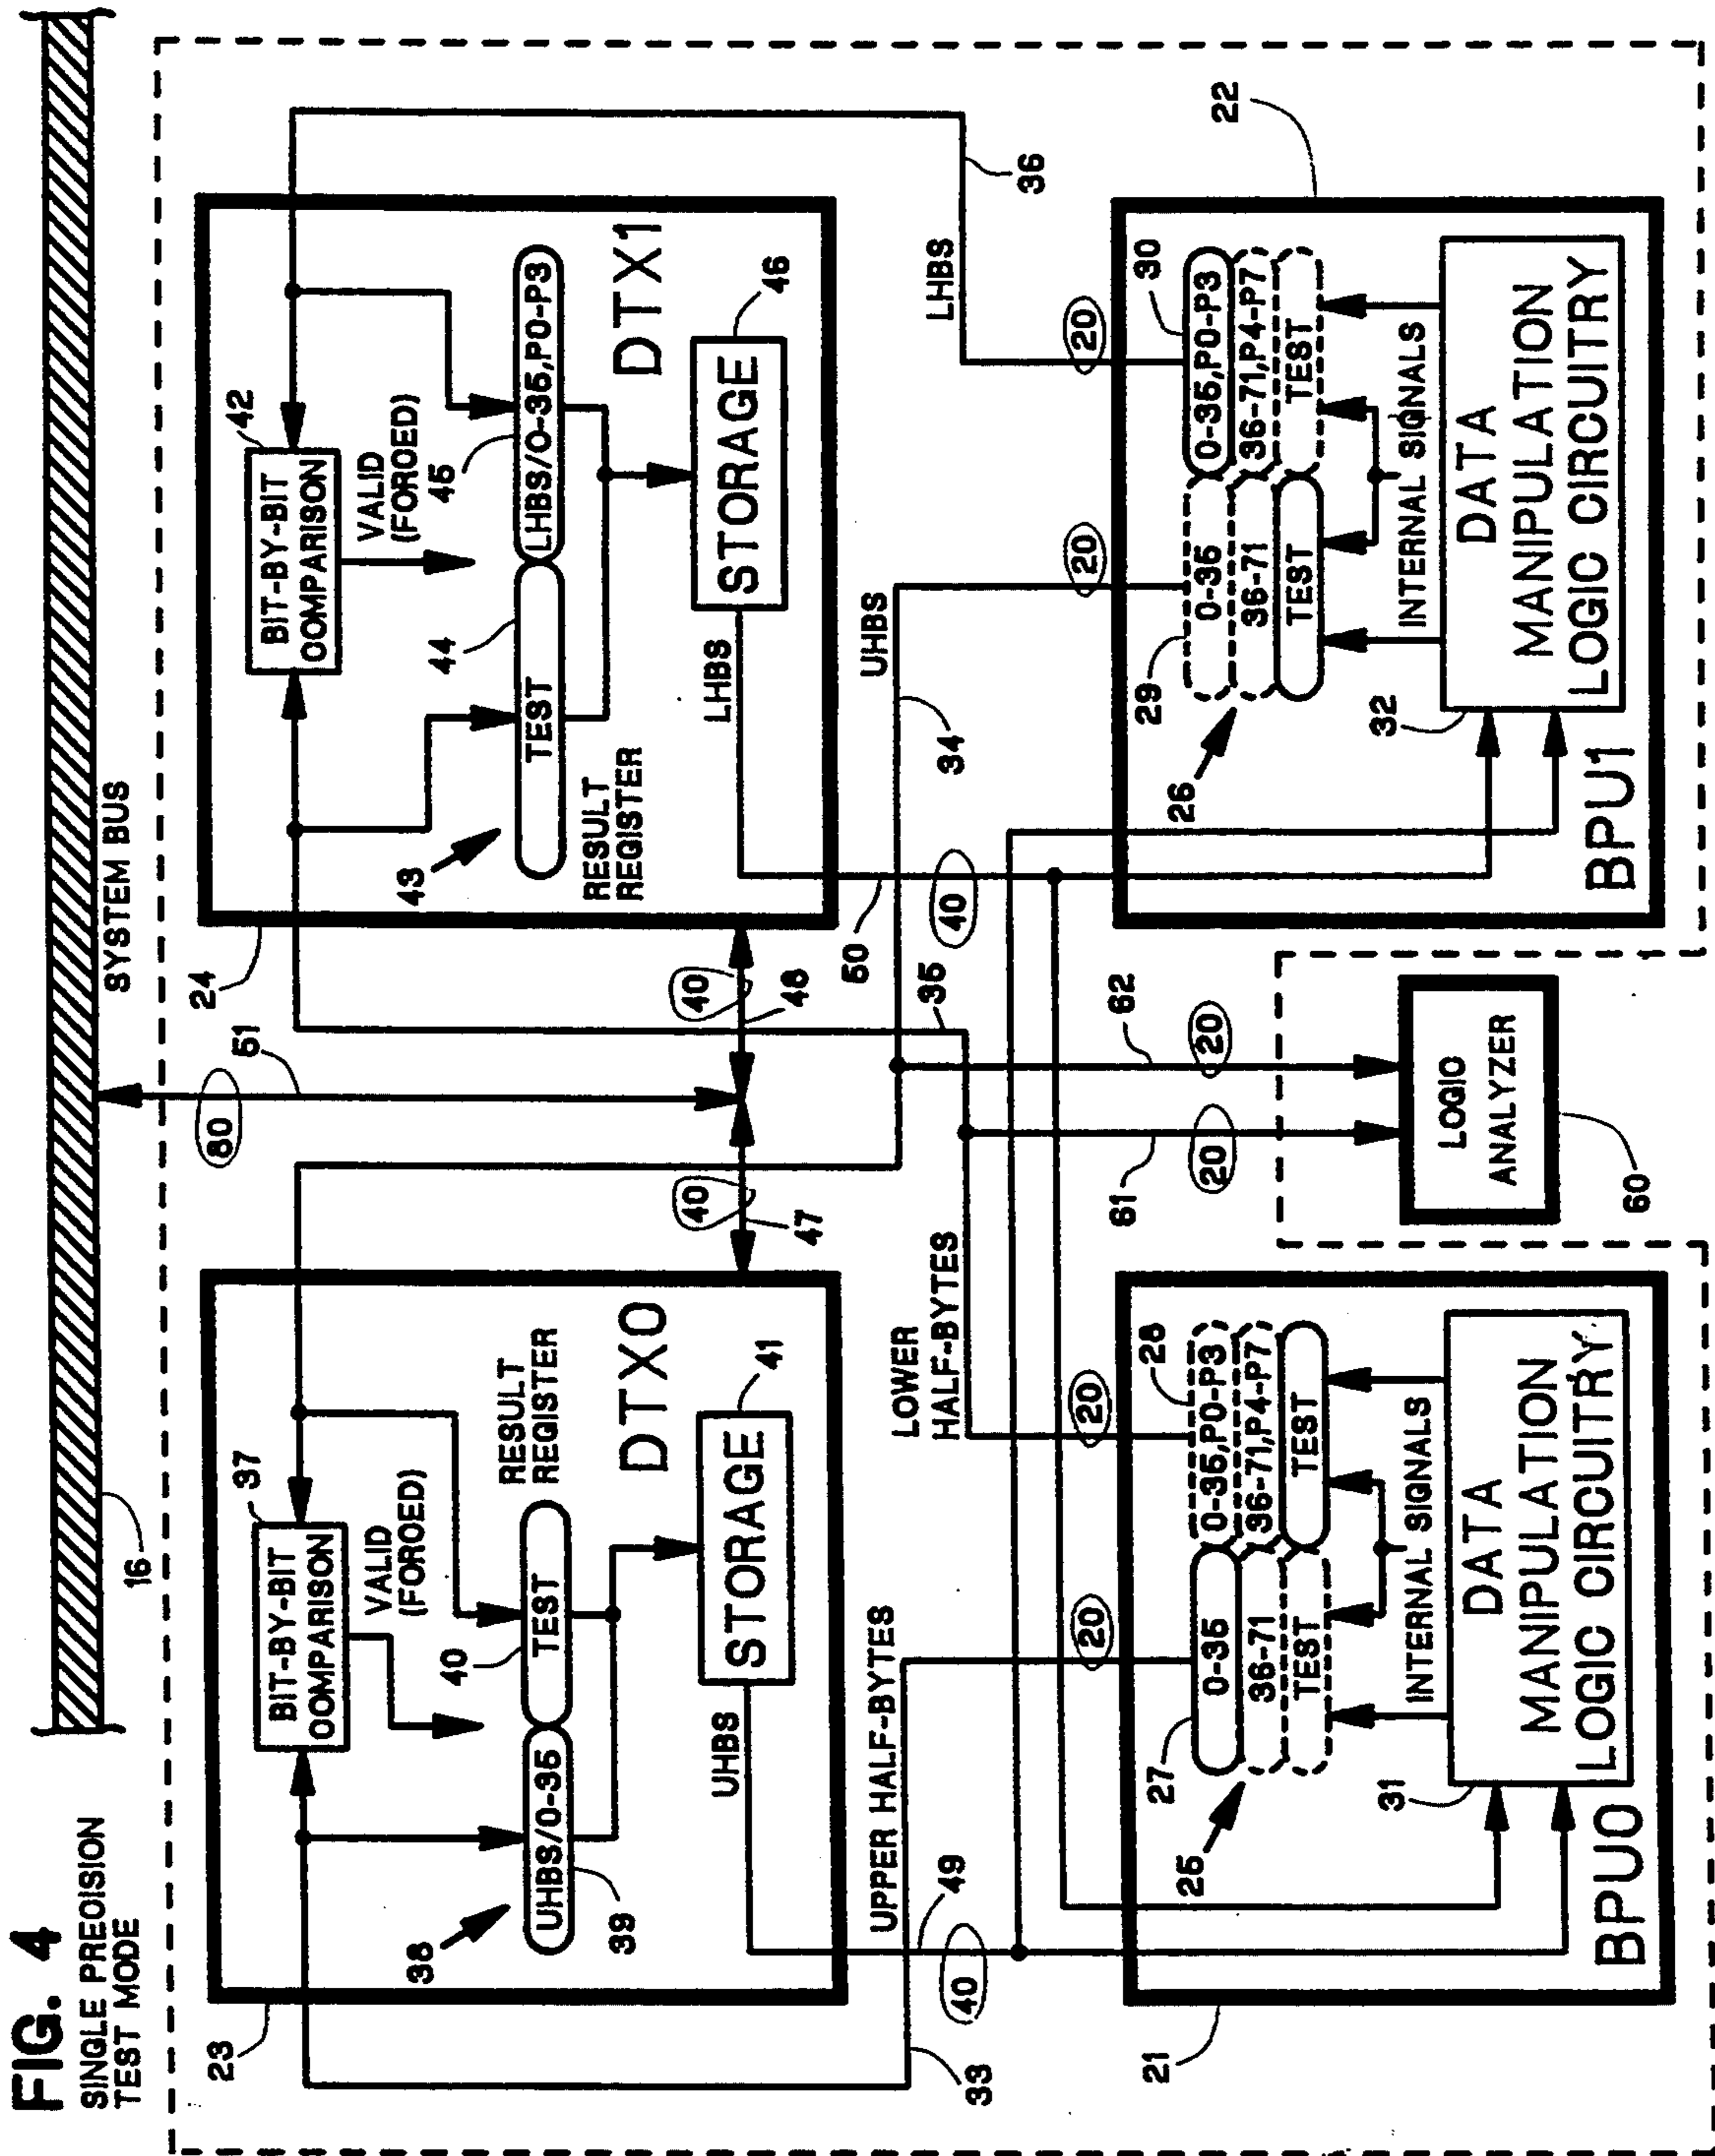 FIG. 4
SINGLE PRECISION
TEST MODE
16
SYSTEM BUS
80
51
23
37
BIT-BY-BIT
COMPARISON
VALID
(FORCED)
38
UHBS/0-35
39
40
TEST
RESULT
REGISTER
DTX0
STORAGE
41
UHBS
40
47
40
48
24
42
BIT-BY-BIT
COMPARISON
VALID
(FORCED)
43
RESULT
REGISTER
TEST
44
LHBS/0-35,P0-P3
45
DTX1
STORAGE
46
LHBS
33
UPPER HALF-BYTES
49
40
20
LOWER
HALF-BYTES
20
35
50
40
34
UHBS
20
LHBS
20
36
61
20
62
20
21
25
27
0-35
36-71
TEST
28
0-35,P0-P3
36-71,P4-P7
TEST
INTERNAL SIGNALS
31
DATA
MANIPULATION
LOGIC CIRCUITRY
BPU0
LOGIC
ANALYZER
60
22
26
29
0-35
36-71
TEST
30
0-35,P0-P3
36-71,P4-P7
TEST
INTERNAL SIGNALS
32
DATA
MANIPULATION
LOGIC CIRCUITRY
BPU1